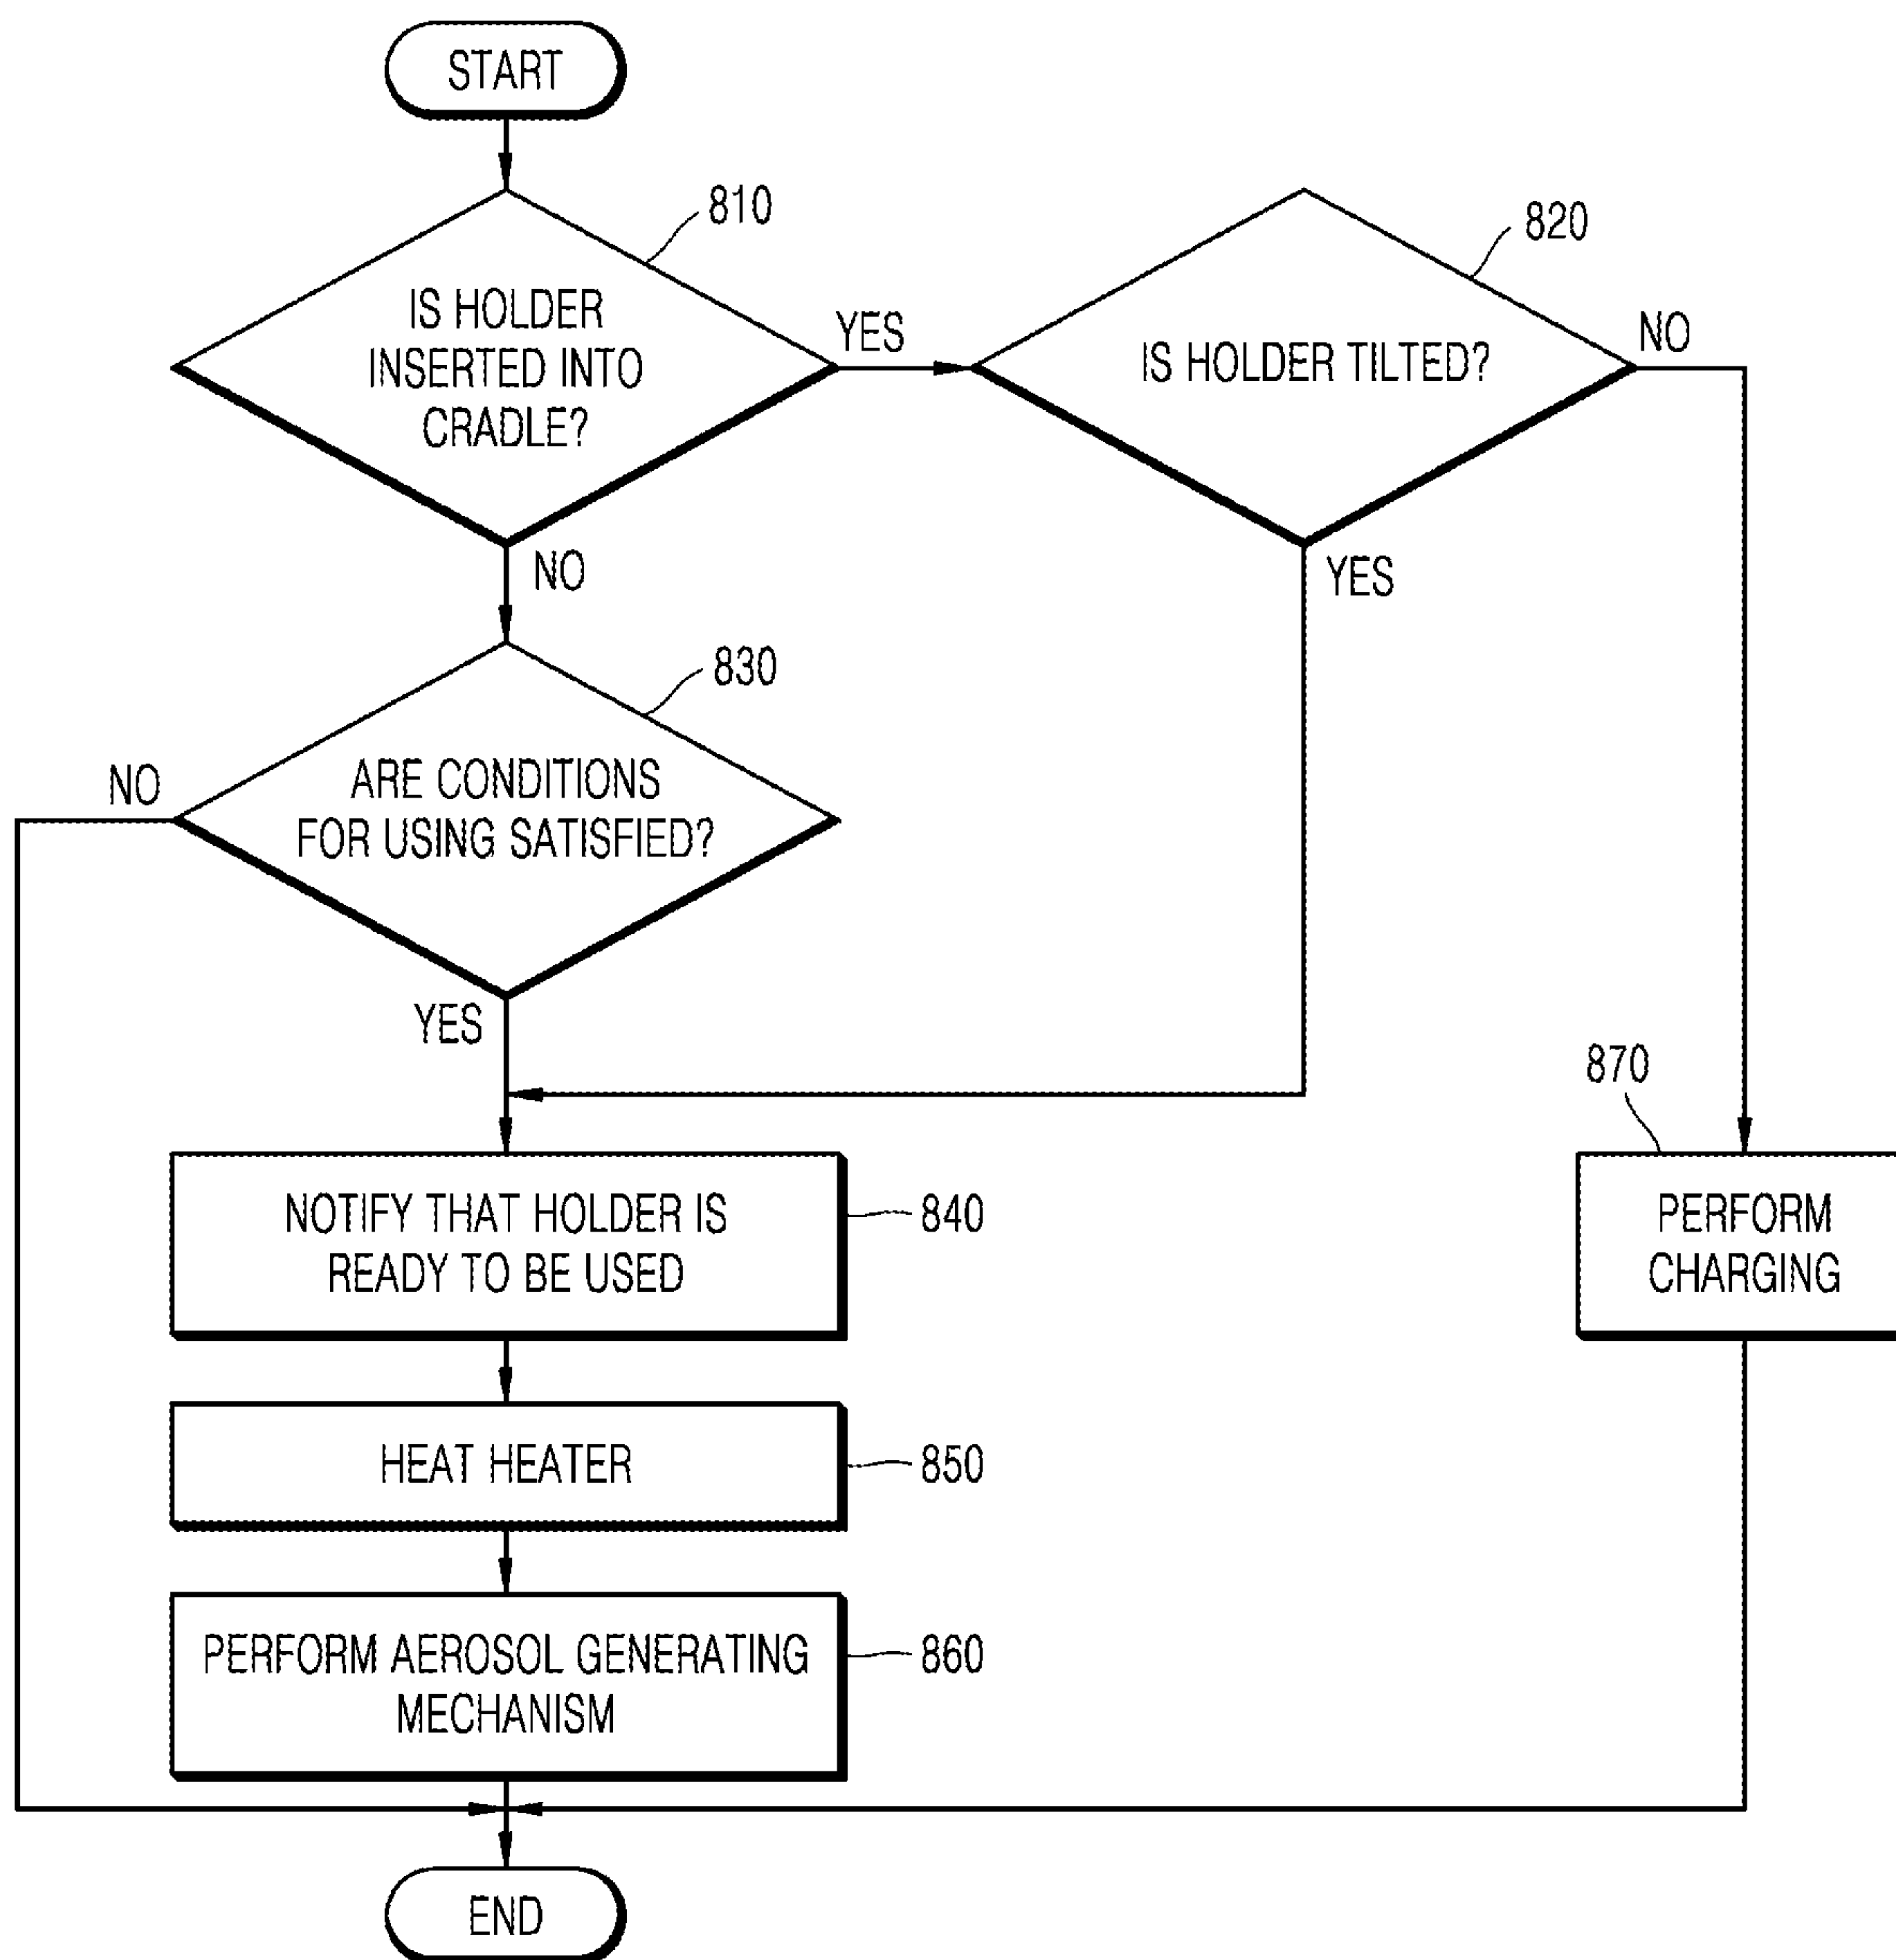 START
810
IS HOLDER
INSERTED INTO
CRADLE?
YES
820
IS HOLDER TILTED?
NO
NO
YES
830
ARE CONDITIONS
FOR USING SATISFIED?
NO
YES
840
NOTIFY THAT HOLDER IS
READY TO BE USED
870
PERFORM
CHARGING
HEAT HEATER
850
PERFORM AEROSOL GENERATING
MECHANISM
860
END